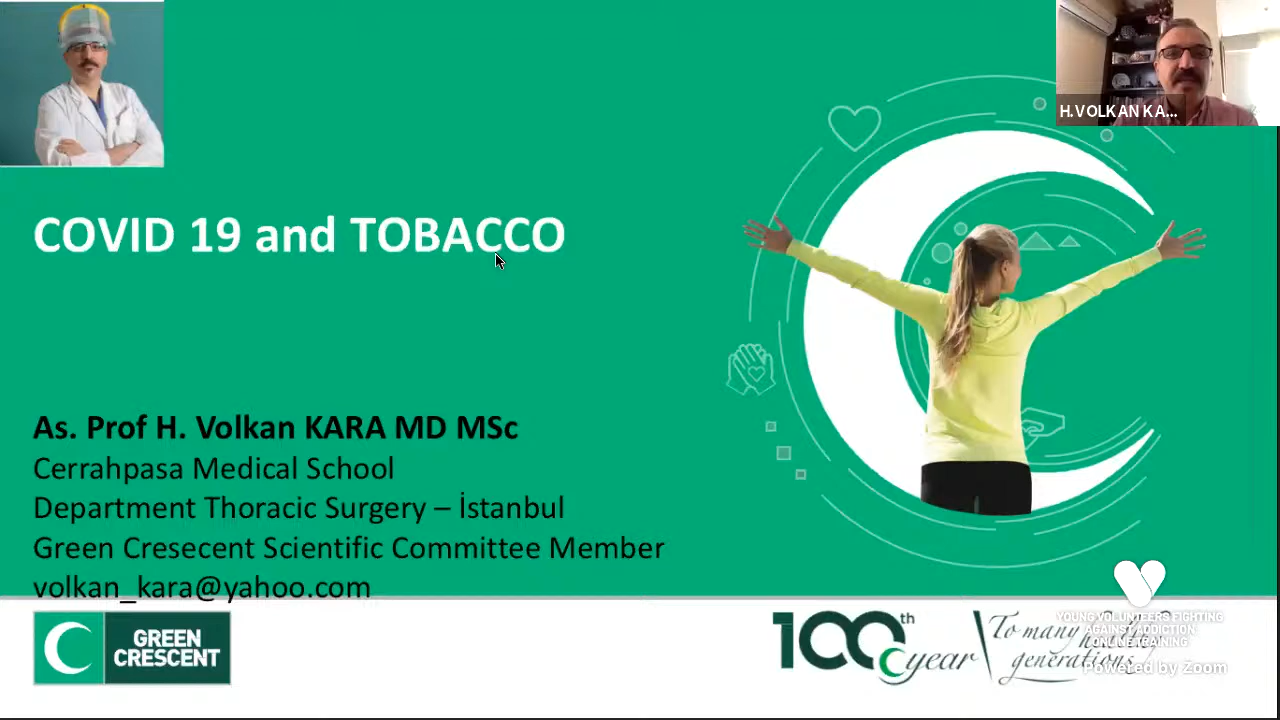 H.VOLKAN KA...
COVID 19 and TOBACCO
As. Prof H. Volkan KARA MD MSc
Cerrahpasa Medical School
Department Thoracic Surgery – İstanbul
Green Cresecent Scientific Committee Member
volkan_kara@yahoo.com
GREEN
CRESCENT
100th
year
To many
generations
YOUNG VOLUNTEERS FIGHTING
AGAINST ADDICTION
ONLINE TRAINING
Powered by Zoom